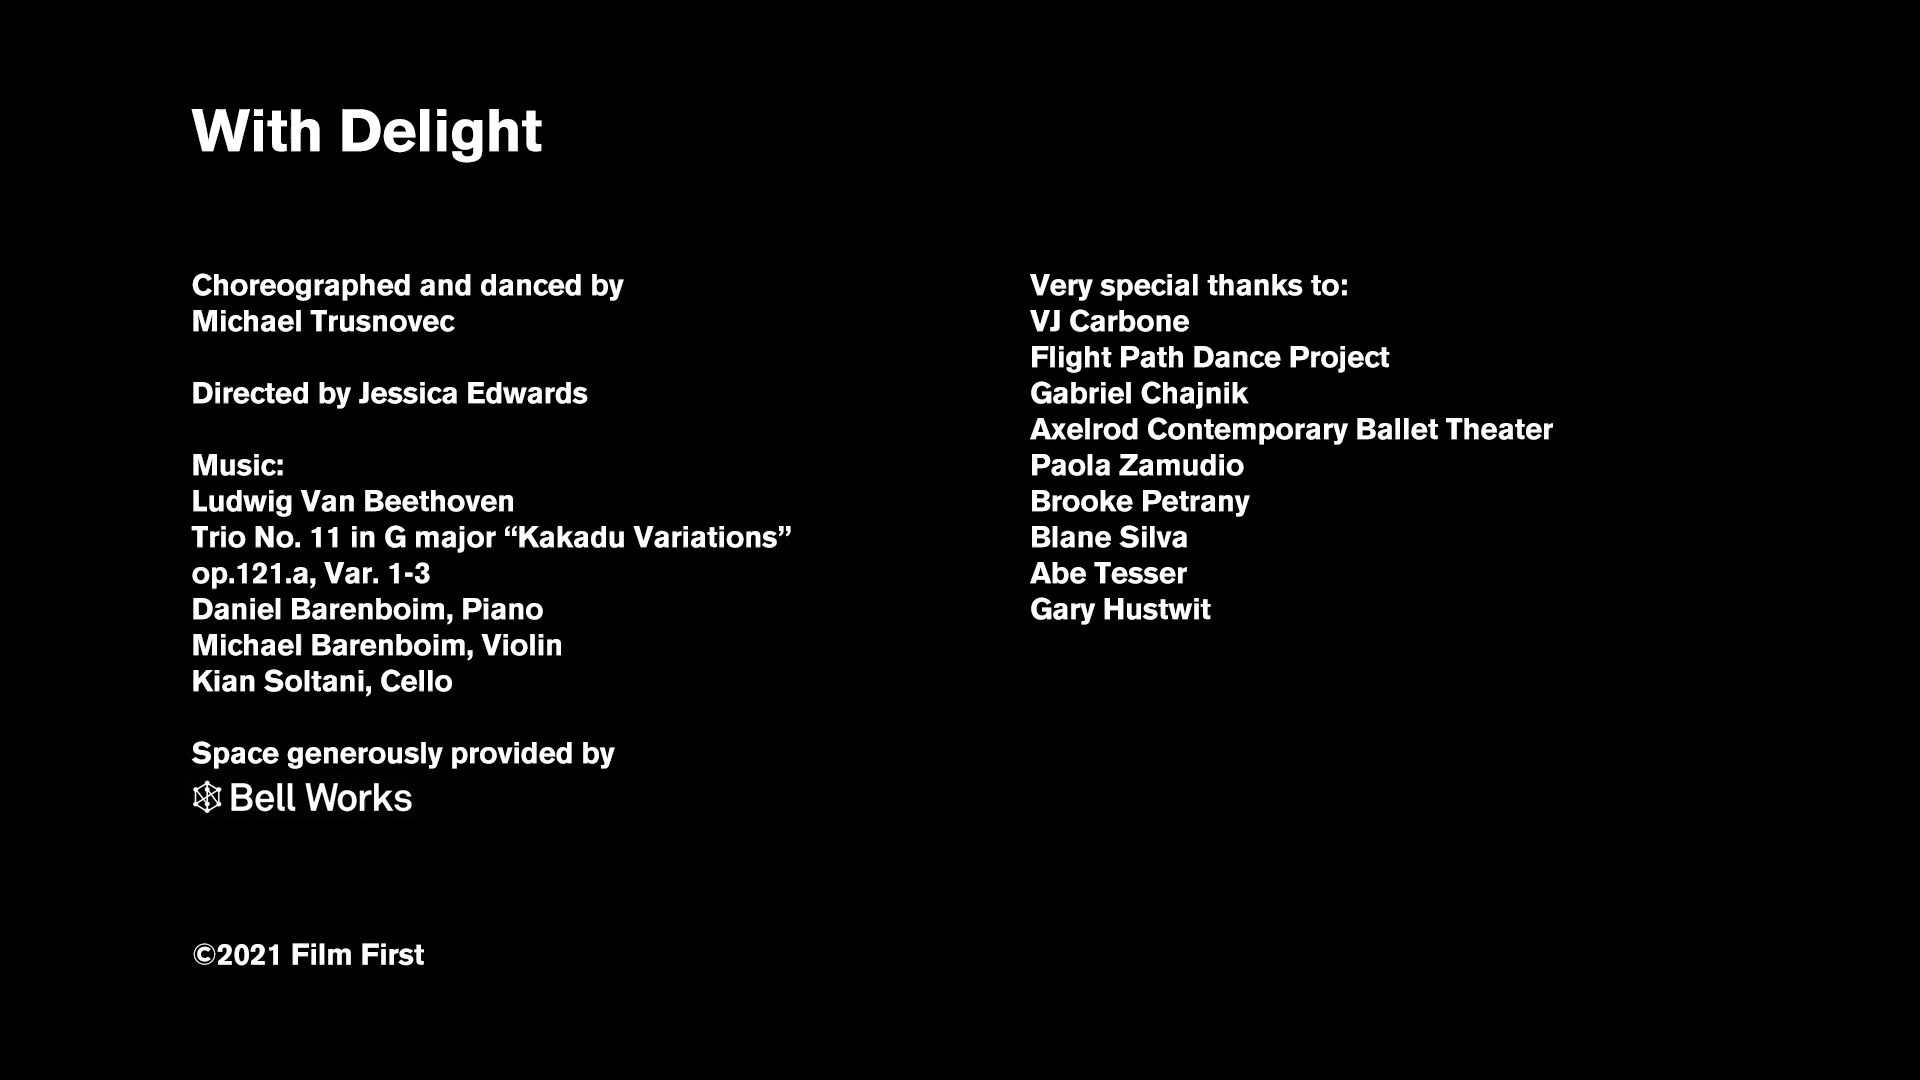 With Delight
Choreographed and danced by
Michael Trusnovec
Directed by Jessica Edwards
Music:
Ludwig Van Beethoven
Trio No. 11 in G major “Kakadu Variations”
op.121.a, Var. 1-3
Daniel Barenboim, Piano
Michael Barenboim, Violin
Kian Soltani, Cello
Space generously provided by
Bell Works
Very special thanks to:
VJ Carbone
Flight Path Dance Project
Gabriel Chajnik
Axelrod Contemporary Ballet Theater
Paola Zamudio
Brooke Petrany
Blane Silva
Abe Tesser
Gary Hustwit
©2021 Film First